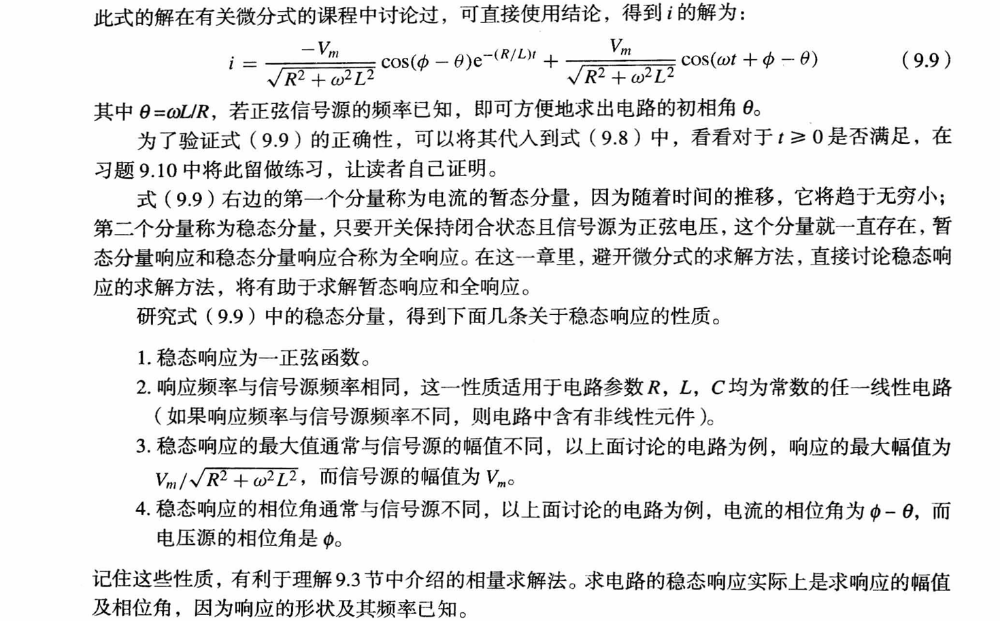 此式的解在有关微分式的课程中讨论过，可直接使用结论，得到 i 的解为：
i = \frac{-V_m}{\sqrt{R^2 + ω^2L^2}} cos(ϕ − θ)e^{−(R/L)t} + \frac{V_m}{\sqrt{R^2 + ω^2L^2}} cos(ωt + ϕ − θ) （9.9）
其中 θ=ωL/R，若正弦信号源的频率已知，即可方便地求出电路的初相角 θ。
为了验证式（9.9）的正确性，可以将其代入到式（9.8）中，看看对于 t ⩾ 0 是否满足，在
习题 9.10 中将此留做练习，让读者自己证明。
式（9.9）右边的第一个分量称为电流的暂态分量，因为随着时间的推移，它将趋于无穷小；
第二个分量称为稳态分量，只要开关保持闭合状态且信号源为正弦电压，这个分量就一直存在，暂
态分量响应和稳态分量响应合称为全响应。在这一章里，避开微分式的求解方法，直接讨论稳态响
应的求解方法，将有助于求解暂态响应和全响应。
研究式（9.9）中的稳态分量，得到下面几条关于稳态响应的性质。
1. 稳态响应为一正弦函数。
2. 响应频率与信号源频率相同，这一性质适用于电路参数 R，L，C 均为常数的任一线性电路
（如果响应频率与信号源频率不同，则电路中含有非线性元件）。
3. 稳态响应的最大值通常与信号源的幅值不同，以上面讨论的电路为例，响应的最大幅值为
V_m/\sqrt{R^2 + ω^2L^2}，而信号源的幅值为 V_m。
4. 稳态响应的相位角通常与信号源不同，以上面讨论的电路为例，电流的相位角为 ϕ − θ，而
电压源的相位角是 ϕ。
记住这些性质，有利于理解 9.3 节中介绍的相量求解法。求电路的稳态响应实际上是求响应的幅值
及相位角，因为响应的形状及其频率已知。